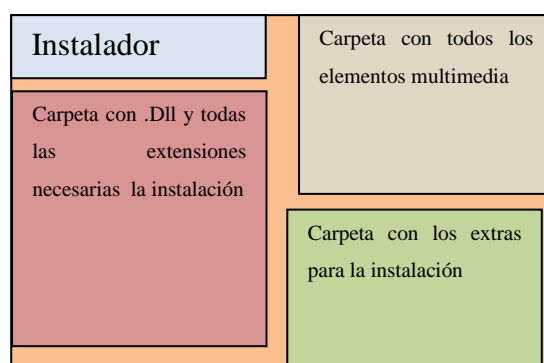 Instalador
Carpeta con .Dll y todas
las extensiones
necesarias la instalación
Carpeta con todos los
elementos multimedia
Carpeta con los extras
para la instalación